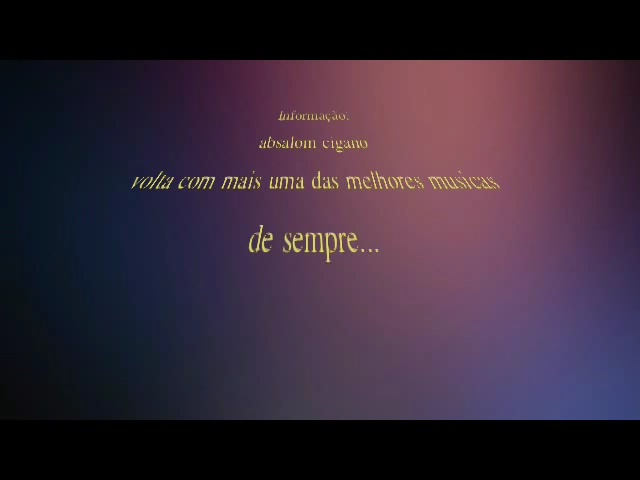 Informação:
absalom cigano
volta com mais uma das melhores musicas
de sempre...